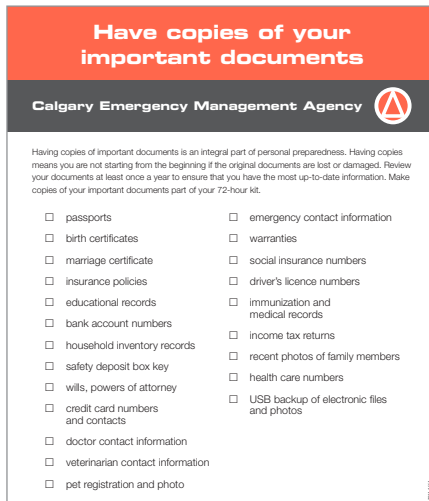 Have copies of your
important documents
Calgary Emergency Management Agency
Having copies of important documents is an integral part of personal preparedness. Having copies
means you are not starting from the beginning if the original documents are lost or damaged. Review
your documents at least once a year to ensure that you have the most up-to-date information. Make
copies of your important documents part of your 72-hour kit.
☐ passports
☐ birth certificates
☐ marriage certificate
☐ insurance policies
☐ educational records
☐ bank account numbers
☐ household inventory records
☐ safety deposit box key
☐ wills, powers of attorney
☐ credit card numbers
and contacts
☐ doctor contact information
☐ veterinarian contact information
☐ pet registration and photo
☐ emergency contact information
☐ warranties
☐ social insurance numbers
☐ driver's licence numbers
☐ immunization and
medical records
☐ income tax returns
☐ recent photos of family members
☐ health care numbers
☐ USB backup of electronic files
and photos